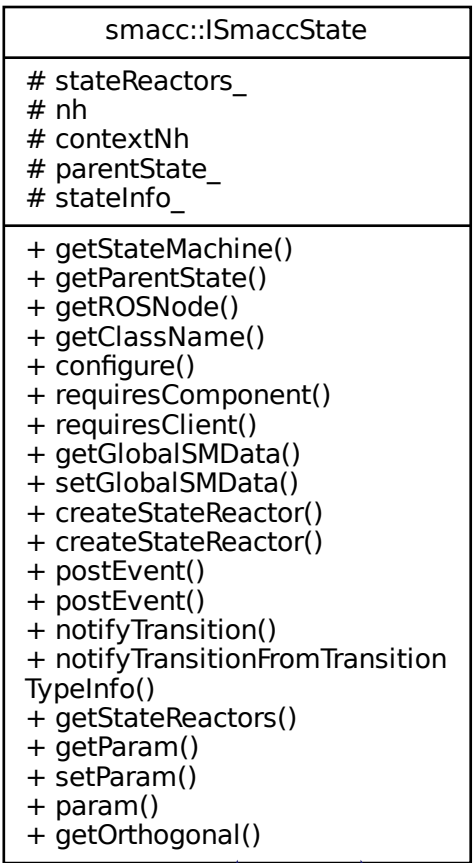 smacc::ISmaccState
# stateReactors_
# nh
# contextNh
# parentState_
# stateInfo_
+ getStateMachine()
+ getParentState()
+ getROSNode()
+ getClassName()
+ configure()
+ requiresComponent()
+ requiresClient()
+ getGlobalSMData()
+ setGlobalSMData()
+ createStateReactor()
+ createStateReactor()
+ postEvent()
+ postEvent()
+ notifyTransition()
+ notifyTransitionFromTransition
TypeInfo()
+ getStateReactors()
+ getParam()
+ setParam()
+ param()
+ getOrthogonal()